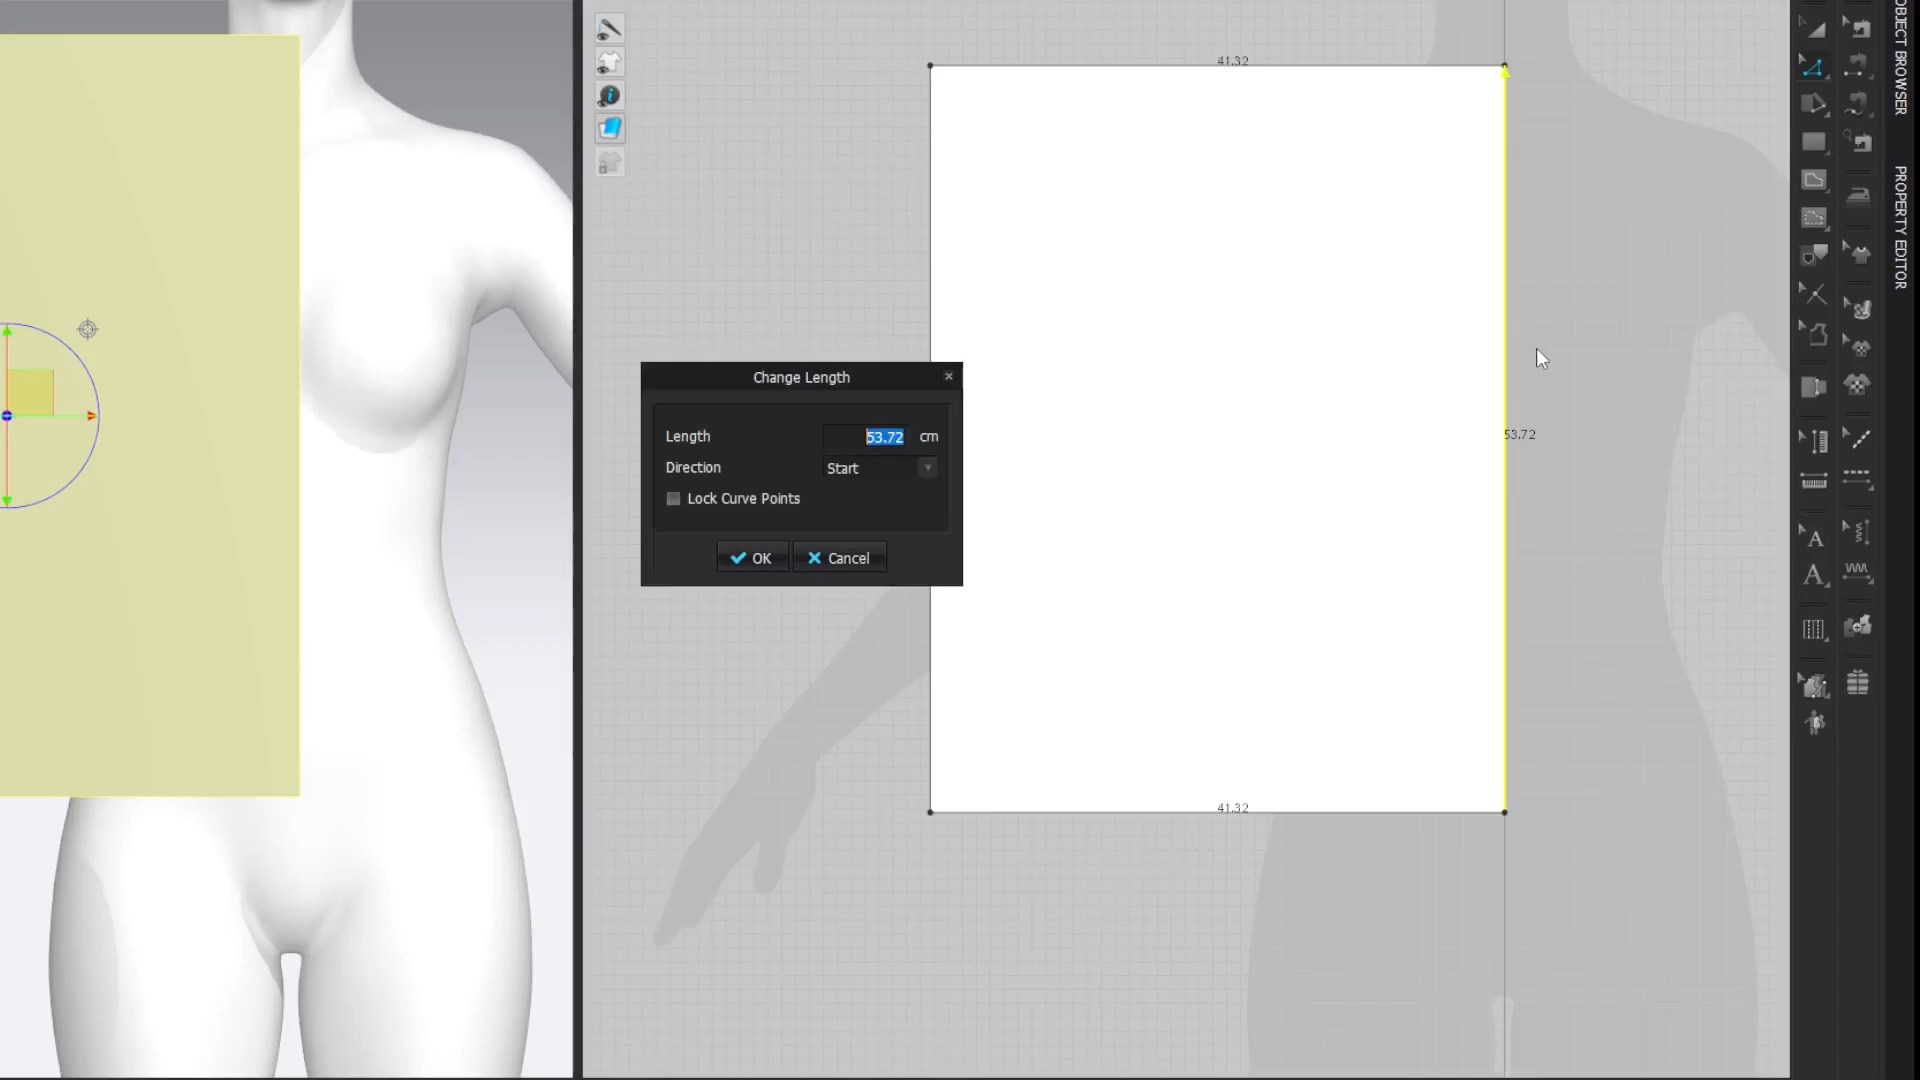 41.32
OBJECT BROWSER
PROPERTY EDITOR
Change Length
Length 53.72 cm
Direction Start
Lock Curve Points
OK Cancel
53.72
41.32